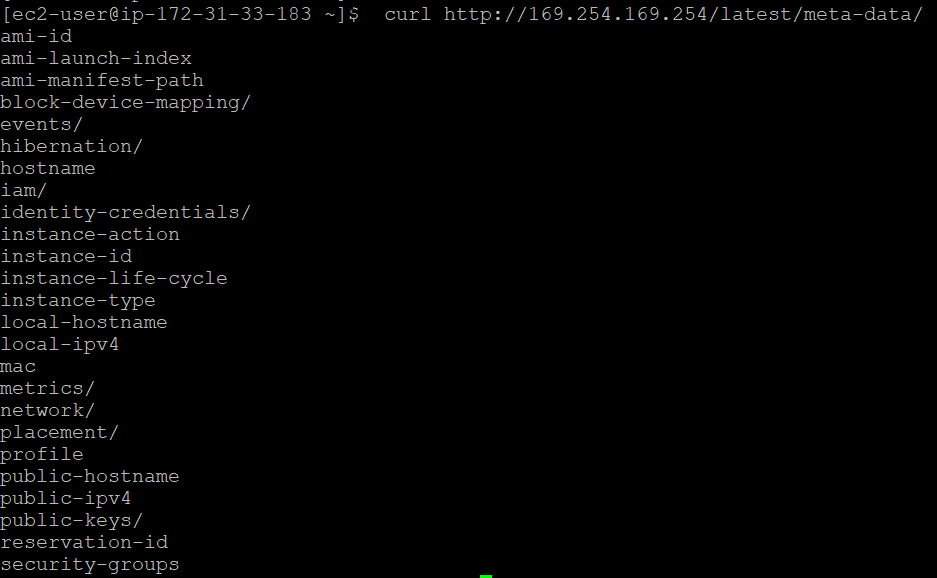 [ec2-user@ip-172-31-33-183 ~]$  curl http://169.254.169.254/latest/meta-data/
ami-id
ami-launch-index
ami-manifest-path
block-device-mapping/
events/
hibernation/
hostname
iam/
identity-credentials/
instance-action
instance-id
instance-life-cycle
instance-type
local-hostname
local-ipv4
mac
metrics/
network/
placement/
profile
public-hostname
public-ipv4
public-keys/
reservation-id
security-groups